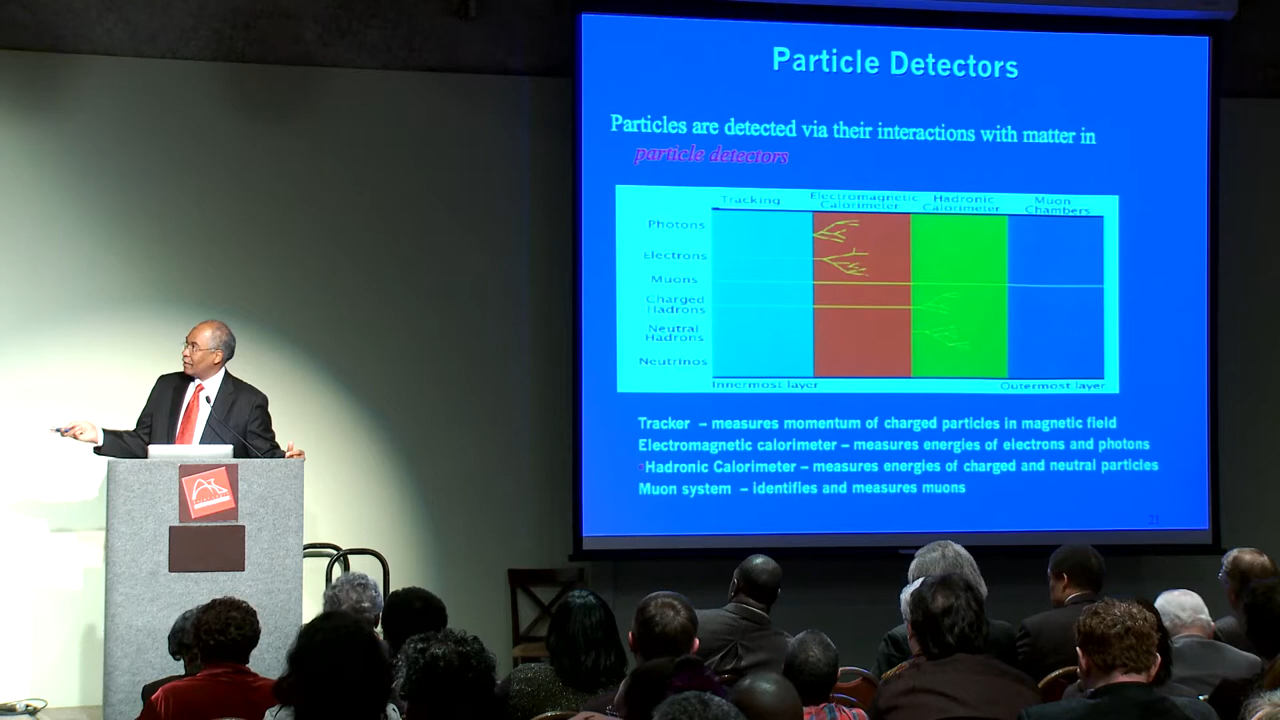 Particle Detectors
Particles are detected via their interactions with matter in
particle detectors
Tracking
Electromagnetic
Calorimeter
Hadronic
Calorimeter
Muon
Chambers
Photons
Electrons
Muons
Charged
Hadrons
Neutral
Hadrons
Neutrinos
Innermost layer
Outermost layer
Tracker – measures momentum of charged particles in magnetic field
Electromagnetic calorimeter – measures energies of electrons and photons
Hadronic Calorimeter – measures energies of charged and neutral particles
Muon system – identifies and measures muons
21